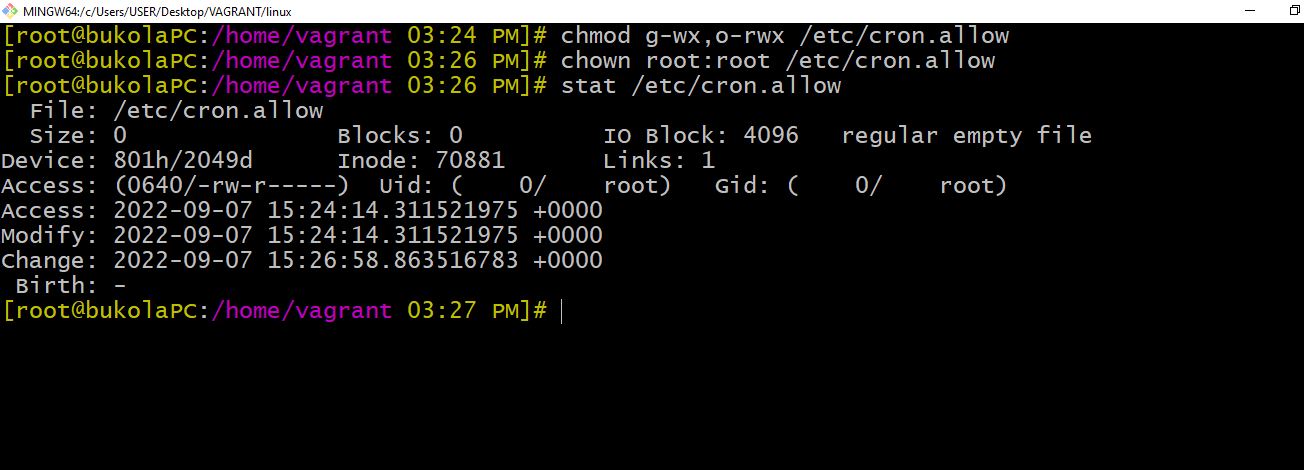 MINGW64:/c/Users/USER/Desktop/VAGRANT/linux
[root@bukolaPC:/home/vagrant 03:24 PM]# chmod g-wx,o-rwx /etc/cron.allow
[root@bukolaPC:/home/vagrant 03:26 PM]# chown root:root /etc/cron.allow
[root@bukolaPC:/home/vagrant 03:26 PM]# stat /etc/cron.allow
  File: /etc/cron.allow
  Size: 0               Blocks: 0          IO Block: 4096   regular empty file
Device: 801h/2049d      Inode: 70881       Links: 1
Access: (0640/-rw-r-----)  Uid: (    0/    root)   Gid: (    0/    root)
Access: 2022-09-07 15:24:14.311521975 +0000
Modify: 2022-09-07 15:24:14.311521975 +0000
Change: 2022-09-07 15:26:58.863516783 +0000
 Birth: -
[root@bukolaPC:/home/vagrant 03:27 PM]#